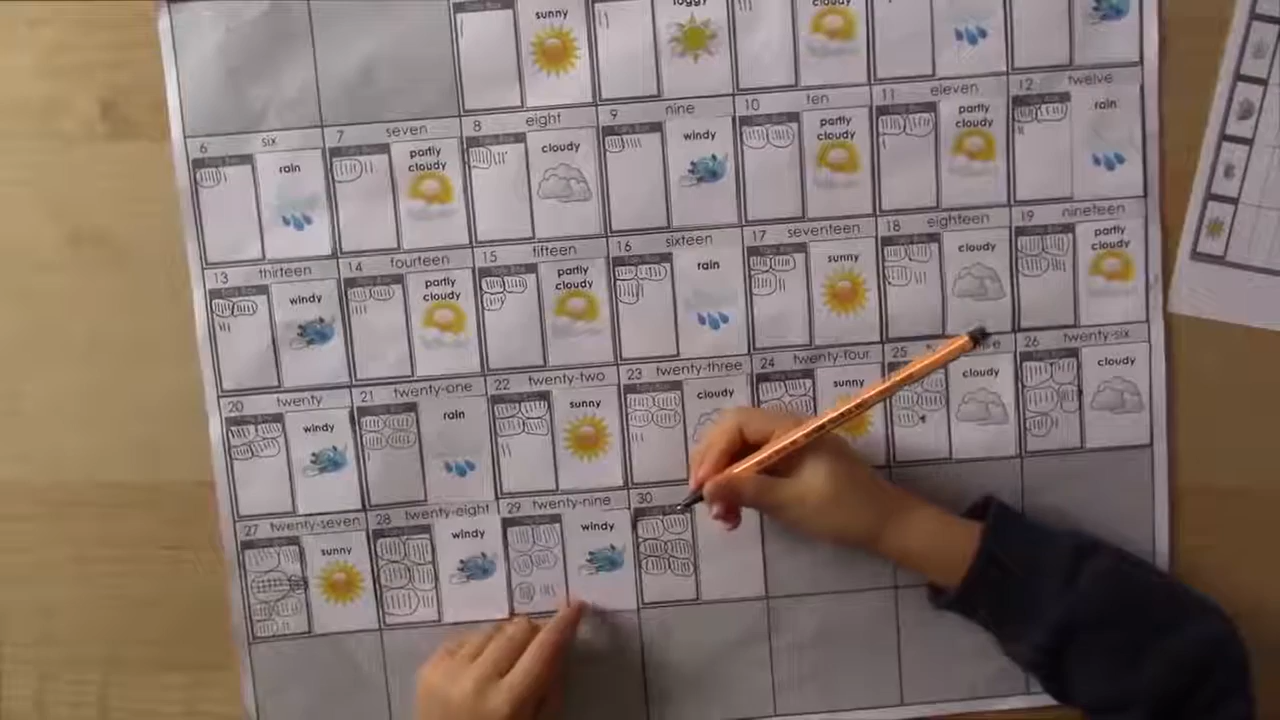 sunny
foggy
cloudy
6 six
rain
7 seven
partly
cloudy
8 eight
cloudy
9 nine
windy
10 ten
partly
cloudy
11 eleven
partly
cloudy
12 twelve
rain
13 thirteen
windy
14 fourteen
partly
cloudy
15 fifteen
partly
cloudy
16 sixteen
rain
17 seventeen
sunny
18 eighteen
cloudy
19 nineteen
partly
cloudy
20 twenty
windy
21 twenty-one
rain
22 twenty-two
sunny
23 twenty-three
cloudy
24 twenty-four
sunny
25
cloudy
26 twenty-six
cloudy
27 twenty-seven
sunny
28 twenty-eight
windy
29 twenty-nine
windy
30